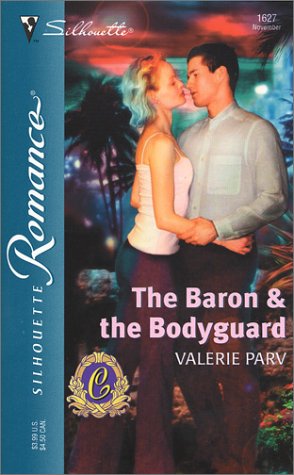 Silhouette®
1627
November
SILHOUETTE Romance®
The Baron &
the Bodyguard
VALERIE PARV
C
$3.99 U.S.
$4.50 CAN.